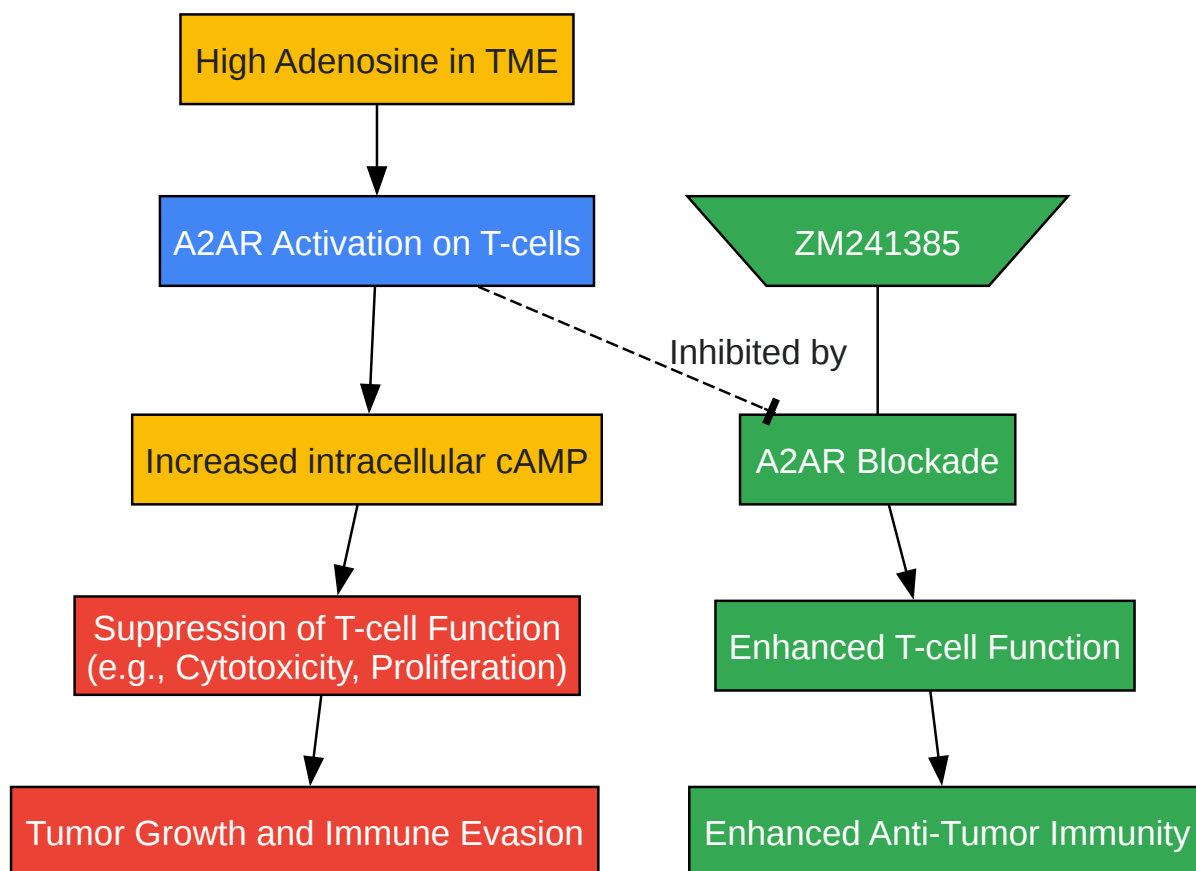 High Adenosine in TME
A2AR Activation on T-cells
ZM241385
Inhibited by
Increased intracellular cAMP
A2AR Blockade
Suppression of T-cell Function
(e.g., Cytotoxicity, Proliferation)
Enhanced T-cell Function
Tumor Growth and Immune Evasion
Enhanced Anti-Tumor Immunity